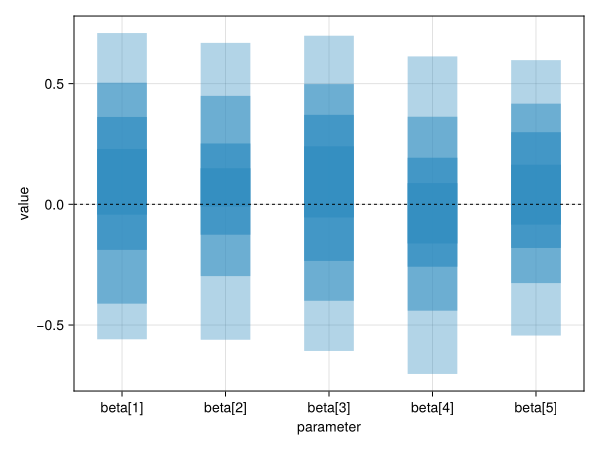 value
0.5
0.0
−0.5
beta[1]
beta[2]
beta[3]
beta[4]
beta[5]
parameter